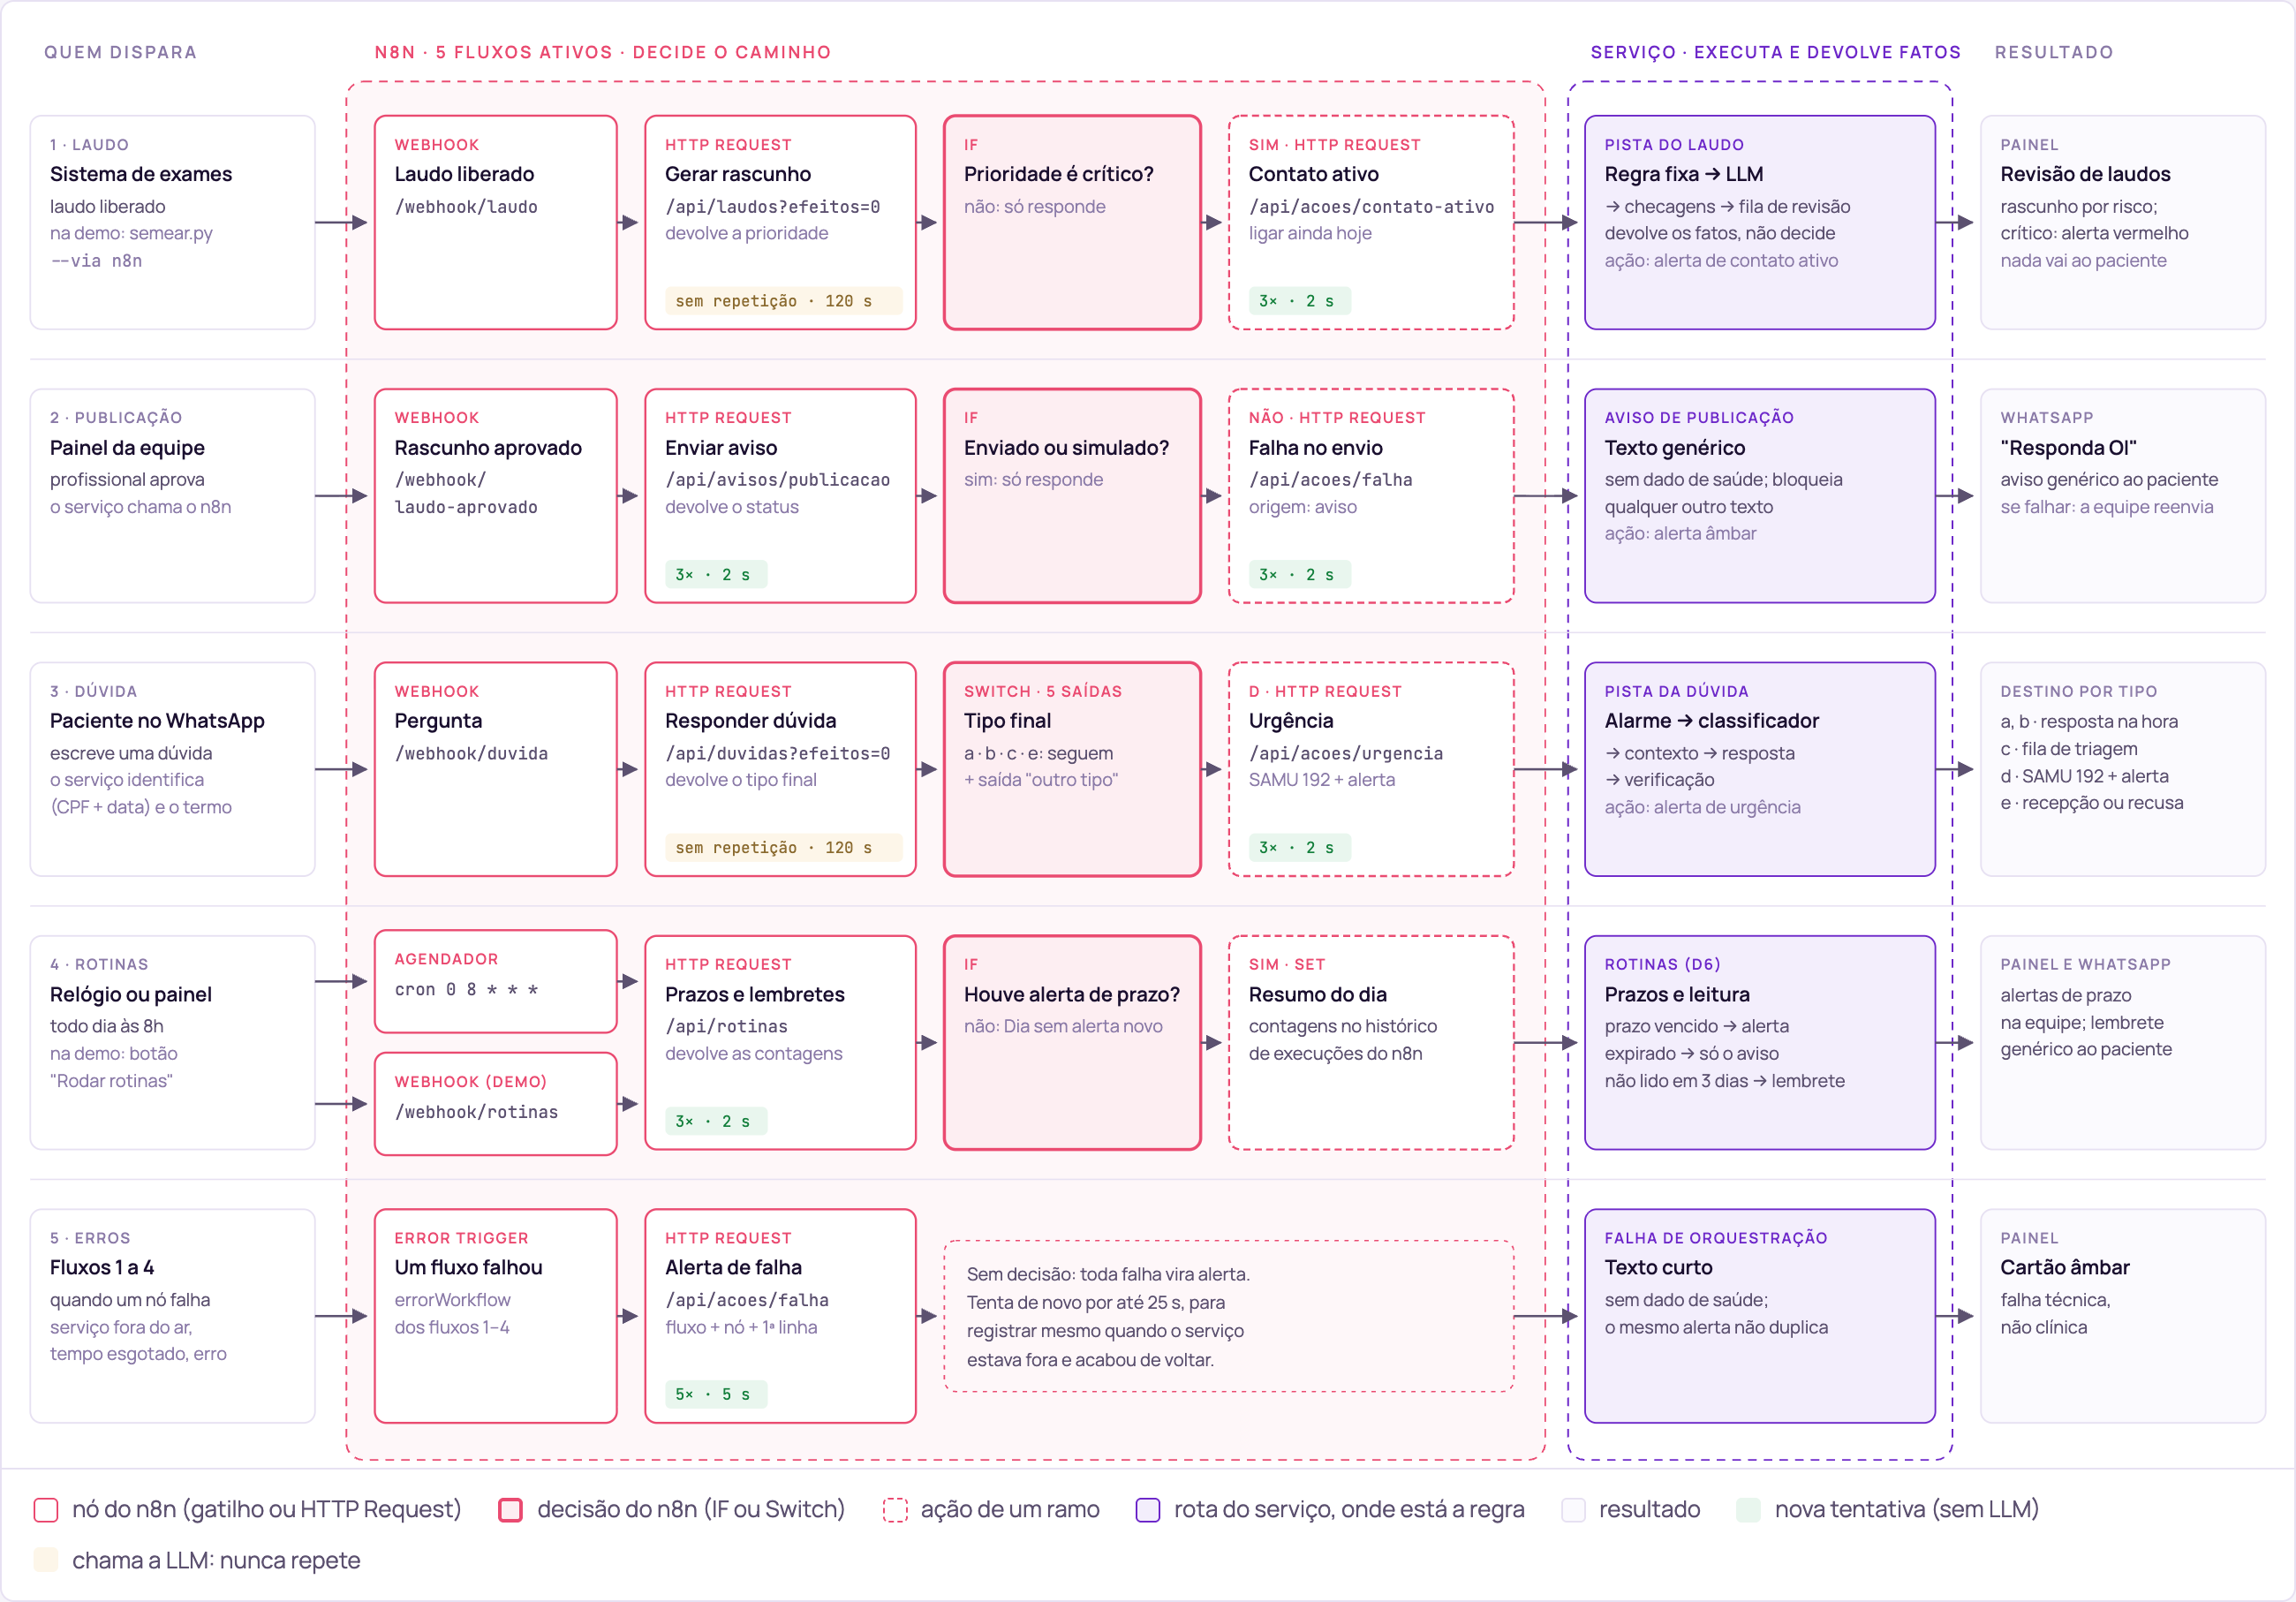 QUEM DISPARA
N8N · 5 FLUXOS ATIVOS · DECIDE O CAMINHO
SERVIÇO · EXECUTA E DEVOLVE FATOS
RESULTADO
1 · LAUDO
Sistema de exames
laudo liberado
na demo: semear.py
--via n8n
WEBHOOK
Laudo liberado
/webhook/laudo
HTTP REQUEST
Gerar rascunho
/api/laudos?efeitos=0
devolve a prioridade
sem repetição · 120 s
IF
Prioridade é crítico?
não: só responde
SIM · HTTP REQUEST
Contato ativo
/api/acoes/contato-ativo
ligar ainda hoje
3× · 2 s
PISTA DO LAUDO
Regra fixa → LLM
→ checagens → fila de revisão
devolve os fatos, não decide
ação: alerta de contato ativo
PAINEL
Revisão de laudos
rascunho por risco;
crítico: alerta vermelho
nada vai ao paciente
2 · PUBLICAÇÃO
Painel da equipe
profissional aprova
o serviço chama o n8n
WEBHOOK
Rascunho aprovado
/webhook/
laudo-aprovado
HTTP REQUEST
Enviar aviso
/api/avisos/publicacao
devolve o status
3× · 2 s
IF
Enviado ou simulado?
sim: só responde
NÃO · HTTP REQUEST
Falha no envio
/api/acoes/falha
origem: aviso
3× · 2 s
AVISO DE PUBLICAÇÃO
Texto genérico
sem dado de saúde; bloqueia
qualquer outro texto
ação: alerta âmbar
WHATSAPP
"Responda OI"
aviso genérico ao paciente
se falhar: a equipe reenvia
3 · DÚVIDA
Paciente no WhatsApp
escreve uma dúvida
o serviço identifica
(CPF + data) e o termo
WEBHOOK
Pergunta
/webhook/duvida
HTTP REQUEST
Responder dúvida
/api/duvidas?efeitos=0
devolve o tipo final
sem repetição · 120 s
SWITCH · 5 SAÍDAS
Tipo final
a · b · c · e: seguem
+ saída "outro tipo"
D · HTTP REQUEST
Urgência
/api/acoes/urgencia
SAMU 192 + alerta
3× · 2 s
PISTA DA DÚVIDA
Alarme → classificador
→ contexto → resposta
→ verificação
ação: alerta de urgência
DESTINO POR TIPO
a, b · resposta na hora
c · fila de triagem
d · SAMU 192 + alerta
e · recepção ou recusa
4 · ROTINAS
Relógio ou painel
todo dia às 8h
na demo: botão
"Rodar rotinas"
AGENDADOR
cron 0 8 * * *
WEBHOOK (DEMO)
/webhook/rotinas
HTTP REQUEST
Prazos e lembretes
/api/rotinas
devolve as contagens
3× · 2 s
IF
Houve alerta de prazo?
não: Dia sem alerta novo
SIM · SET
Resumo do dia
contagens no histórico
de execuções do n8n
ROTINAS (D6)
Prazos e leitura
prazo vencido → alerta
expirado → só o aviso
não lido em 3 dias → lembrete
PAINEL E WHATSAPP
alertas de prazo
na equipe; lembrete
genérico ao paciente
5 · ERROS
Fluxos 1 a 4
quando um nó falha
serviço fora do ar,
tempo esgotado, erro
ERROR TRIGGER
Um fluxo falhou
errorWorkflow
dos fluxos 1–4
HTTP REQUEST
Alerta de falha
/api/acoes/falha
fluxo + nó + 1ª linha
5× · 5 s
Sem decisão: toda falha vira alerta.
Tenta de novo por até 25 s, para
registrar mesmo quando o serviço
estava fora e acabou de voltar.
FALHA DE ORQUESTRAÇÃO
Texto curto
sem dado de saúde;
o mesmo alerta não duplica
PAINEL
Cartão âmbar
falha técnica,
não clínica
nó do n8n (gatilho ou HTTP Request)
decisão do n8n (IF ou Switch)
ação de um ramo
rota do serviço, onde está a regra
resultado
nova tentativa (sem LLM)
chama a LLM: nunca repete